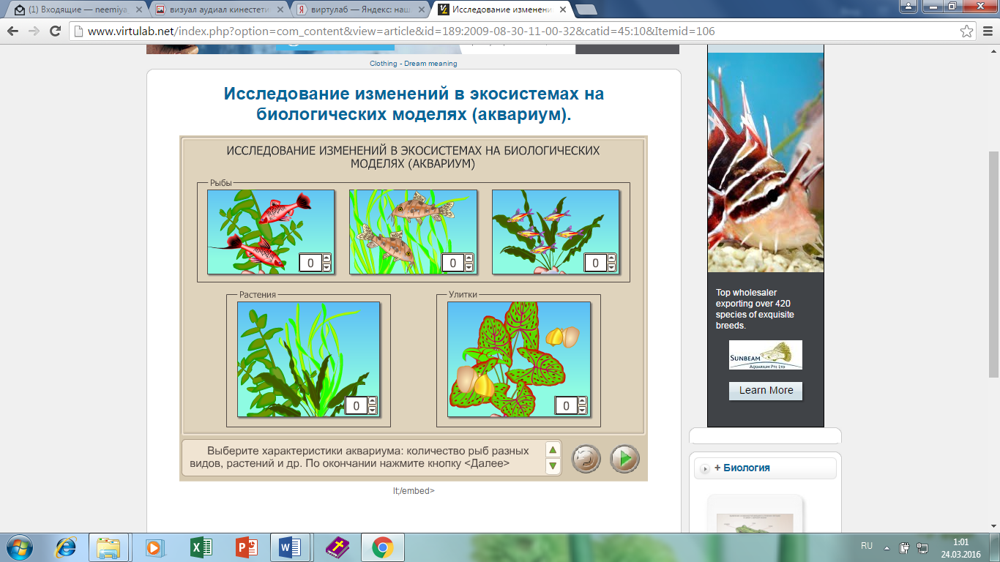 (1) Входящие — neemiya
визуал аудиал кинестети
виртулаб — Яндекс: наш
Исследование изменени
www.virtulab.net/index.php?option=com_content&view=article&id=189:2009-08-30-11-00-32&catid=45:10&Itemid=106
Clothing - Dream meaning
Исследование изменений в экосистемах на
биологических моделях (аквариум).
ИССЛЕДОВАНИЕ ИЗМЕНЕНИЙ В ЭКОСИСТЕМАХ НА БИОЛОГИЧЕСКИХ
МОДЕЛЯХ (АКВАРИУМ)
Рыбы
0
0
0
Растения
0
Улитки
0
Выберите характеристики аквариума: количество рыб разных
видов, растений и др. По окончании нажмите кнопку <Далее>
lt;/embed>
Top wholesaler
exporting over 420
species of exquisite
breeds.
SUNBEAM
AQUARIUM PTE LTD
Learn More
+ Биология
RU
1:01
24.03.2016